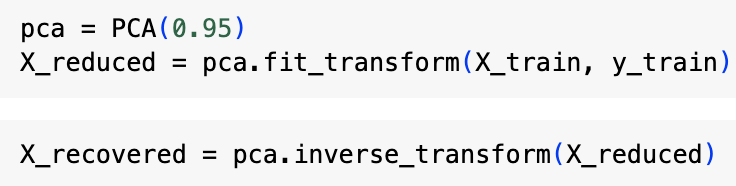 pca = PCA(0.95)
X_reduced = pca.fit_transform(X_train, y_train)
X_recovered = pca.inverse_transform(X_reduced)